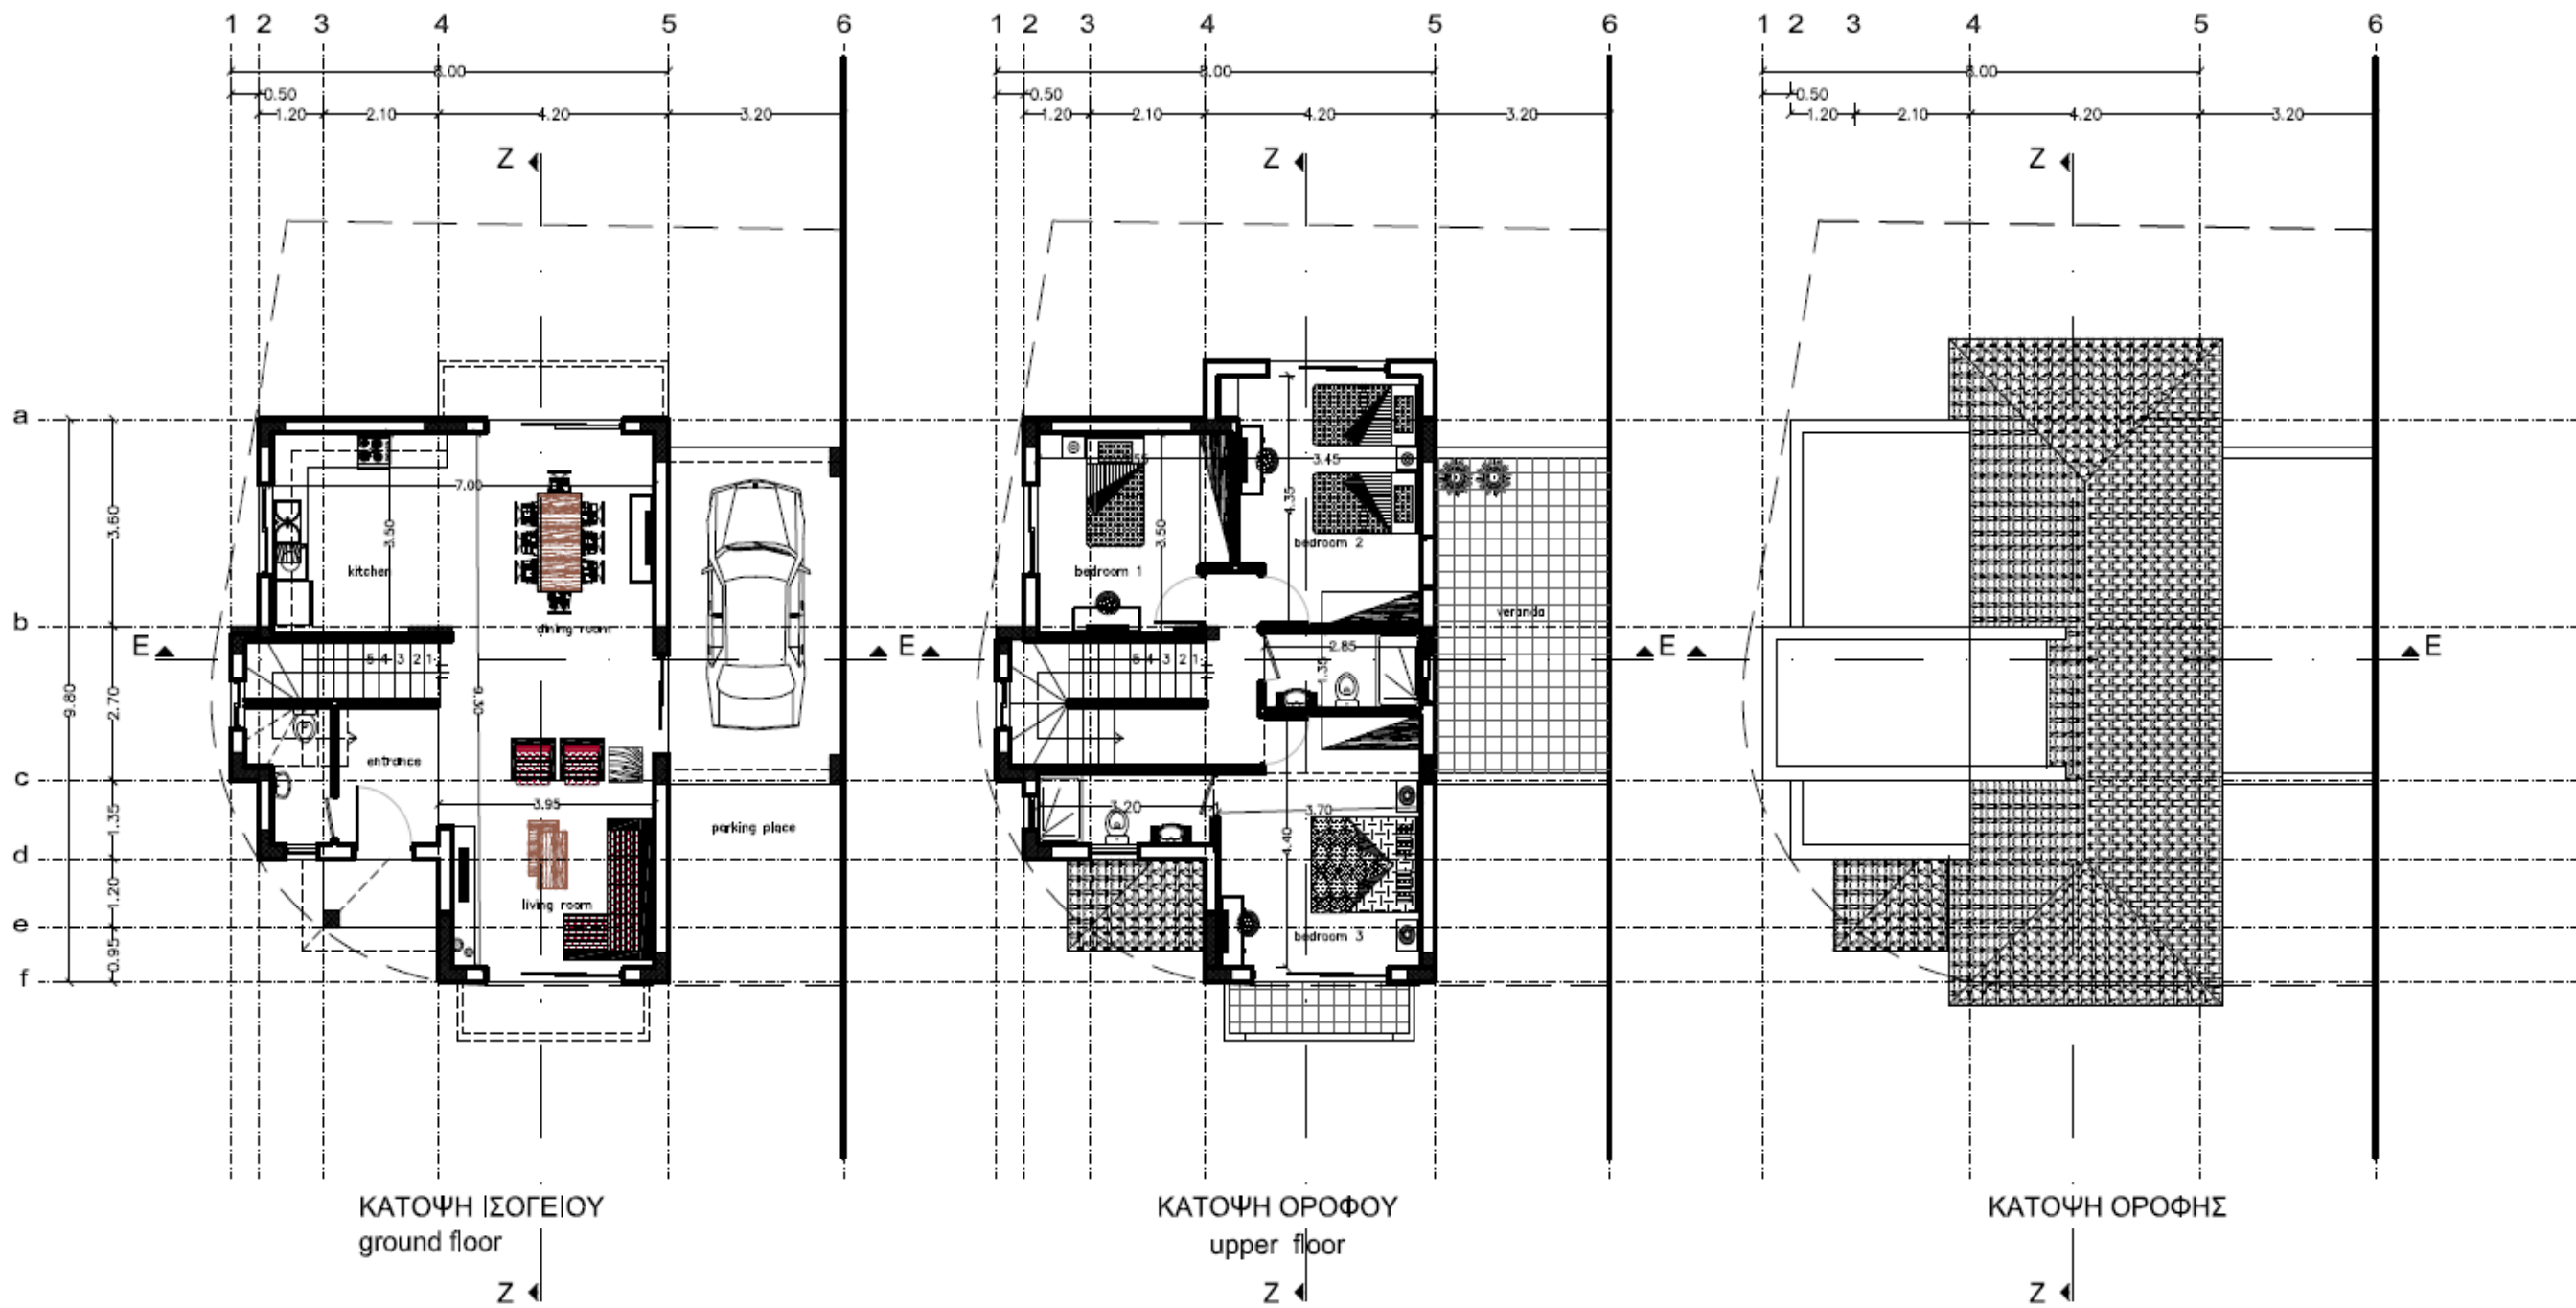 1 2 3 4 5 6
8.00
0.50
1.20 2.10 4.20 3.20
Z
a
b
c
d
e
f
3.60
2.70
1.35
1.20
0.95
9.80
E
E
7.00
3.50
kitchen
dining room
5 4 3 2 1
9.30
entrance
3.95
parking place
living room
ΚΑΤΟΨΗ ΙΣΟΓΕΙΟΥ
ground floor
Z
1 2 3 4 5 6
8.00
0.50
1.20 2.10 4.20 3.20
Z
3.45
4.35
3.50
bedroom 2
bedroom 1
veranda
E
E
5 4 3 2 1
2.85
1.35
3.20
3.70
4.40
bedroom 3
ΚΑΤΟΨΗ ΟΡΟΦΟΥ
upper floor
Z
1 2 3 4 5 6
8.00
0.50
1.20 2.10 4.20 3.20
Z
E
ΚΑΤΟΨΗ ΟΡΟΦΗΣ
Z